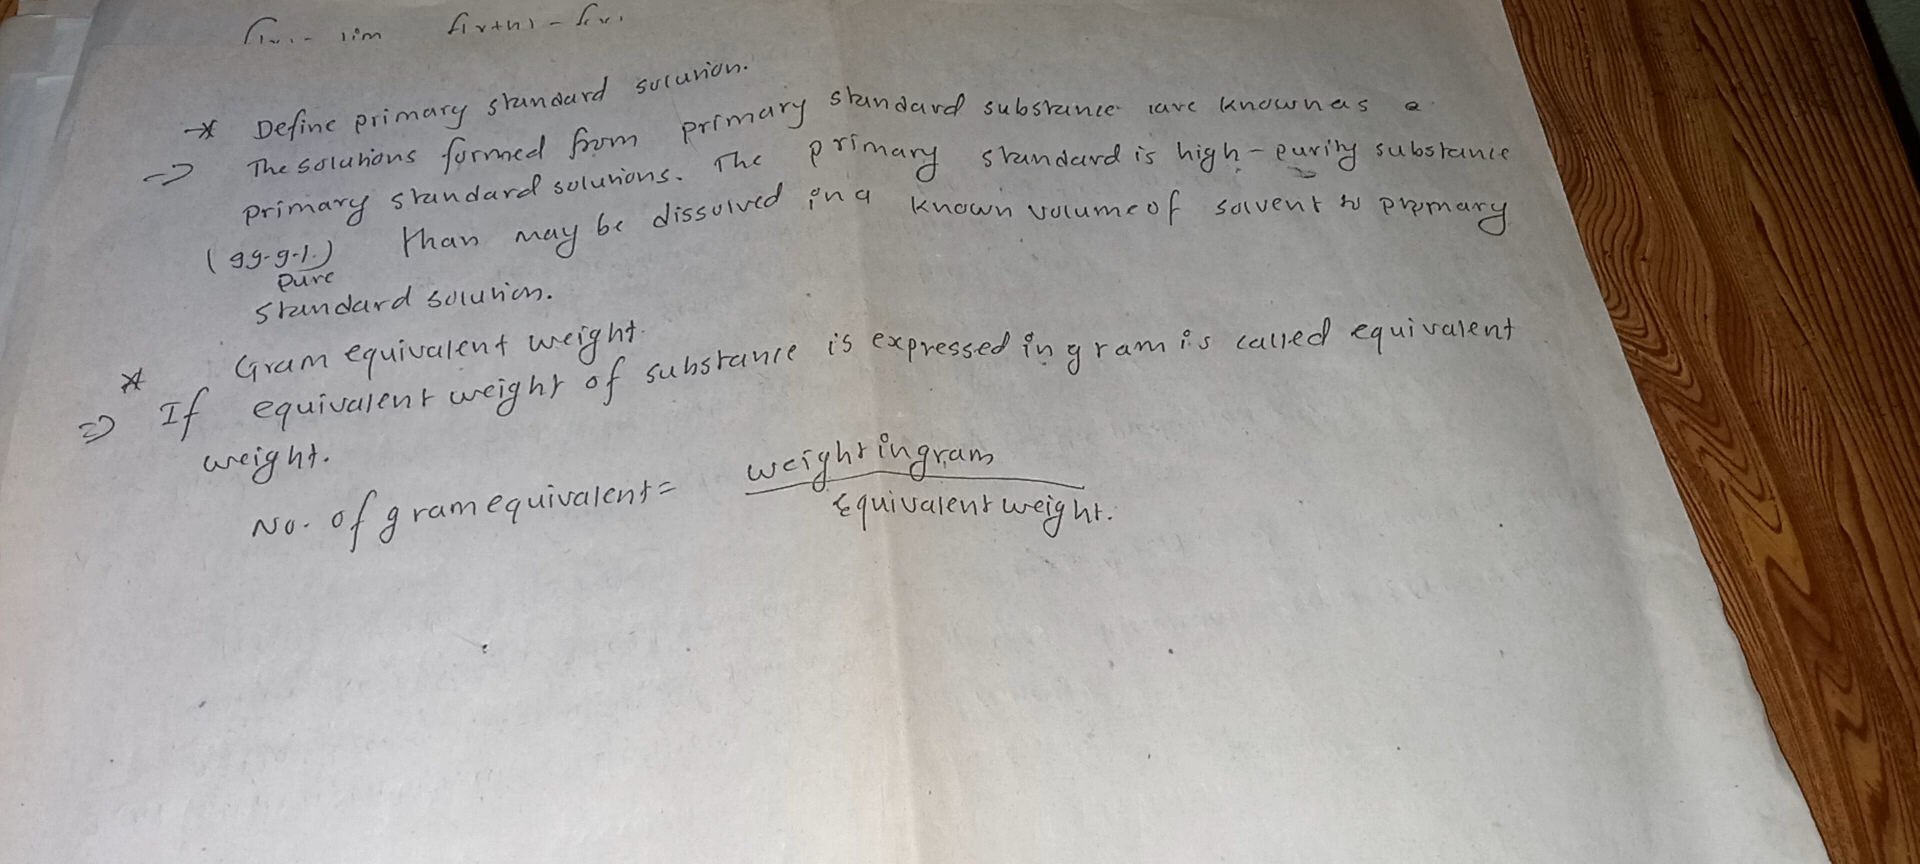 lim f(x+h) - f(x)
* Define primary standard solution.
⇒ The solutions formed from primary standard substance are known as a
primary standard solutions. The primary standard is high-purity substance
(99.9%) than may be dissolved in a known volume of solvent to primary
pure
standard solution.
* Gram equivalent weight.
⇒ If equivalent weight of substance is expressed in gram is called equivalent
weight.
No. of gram equivalent = weight in gram
Equivalent weight.